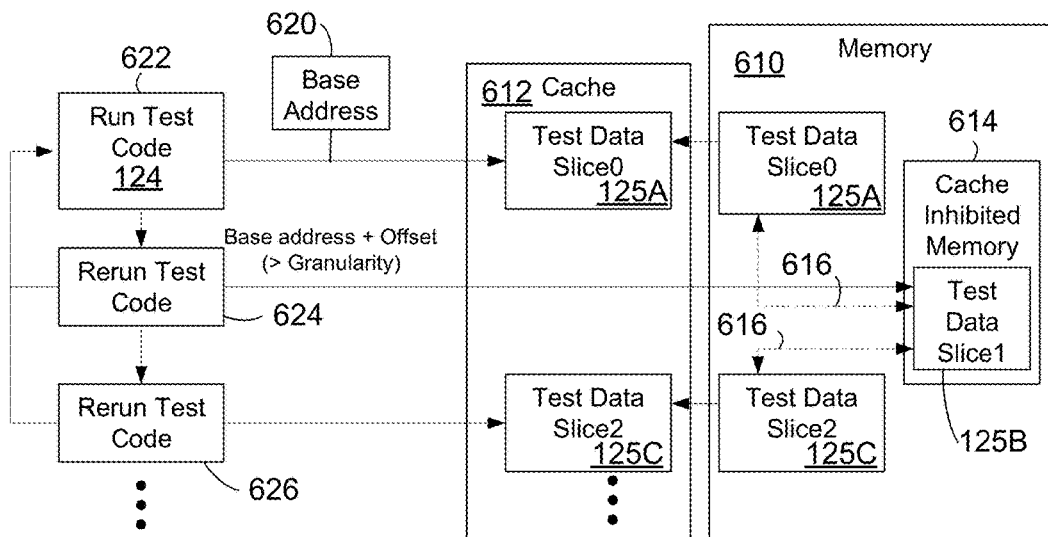 620
622
Base
Address
Run Test
Code
124
612 Cache
Test Data
Slice0
125A
Memory
610
Test Data
Slice0
125A
614
Cache
Inhibited
Memory
Test
Data
Slice1
125B
Base address + Offset
(> Granularity)
Rerun Test
Code
624
616
616
Rerun Test
Code
626
Test Data
Slice2
125C
Test Data
Slice2
125C